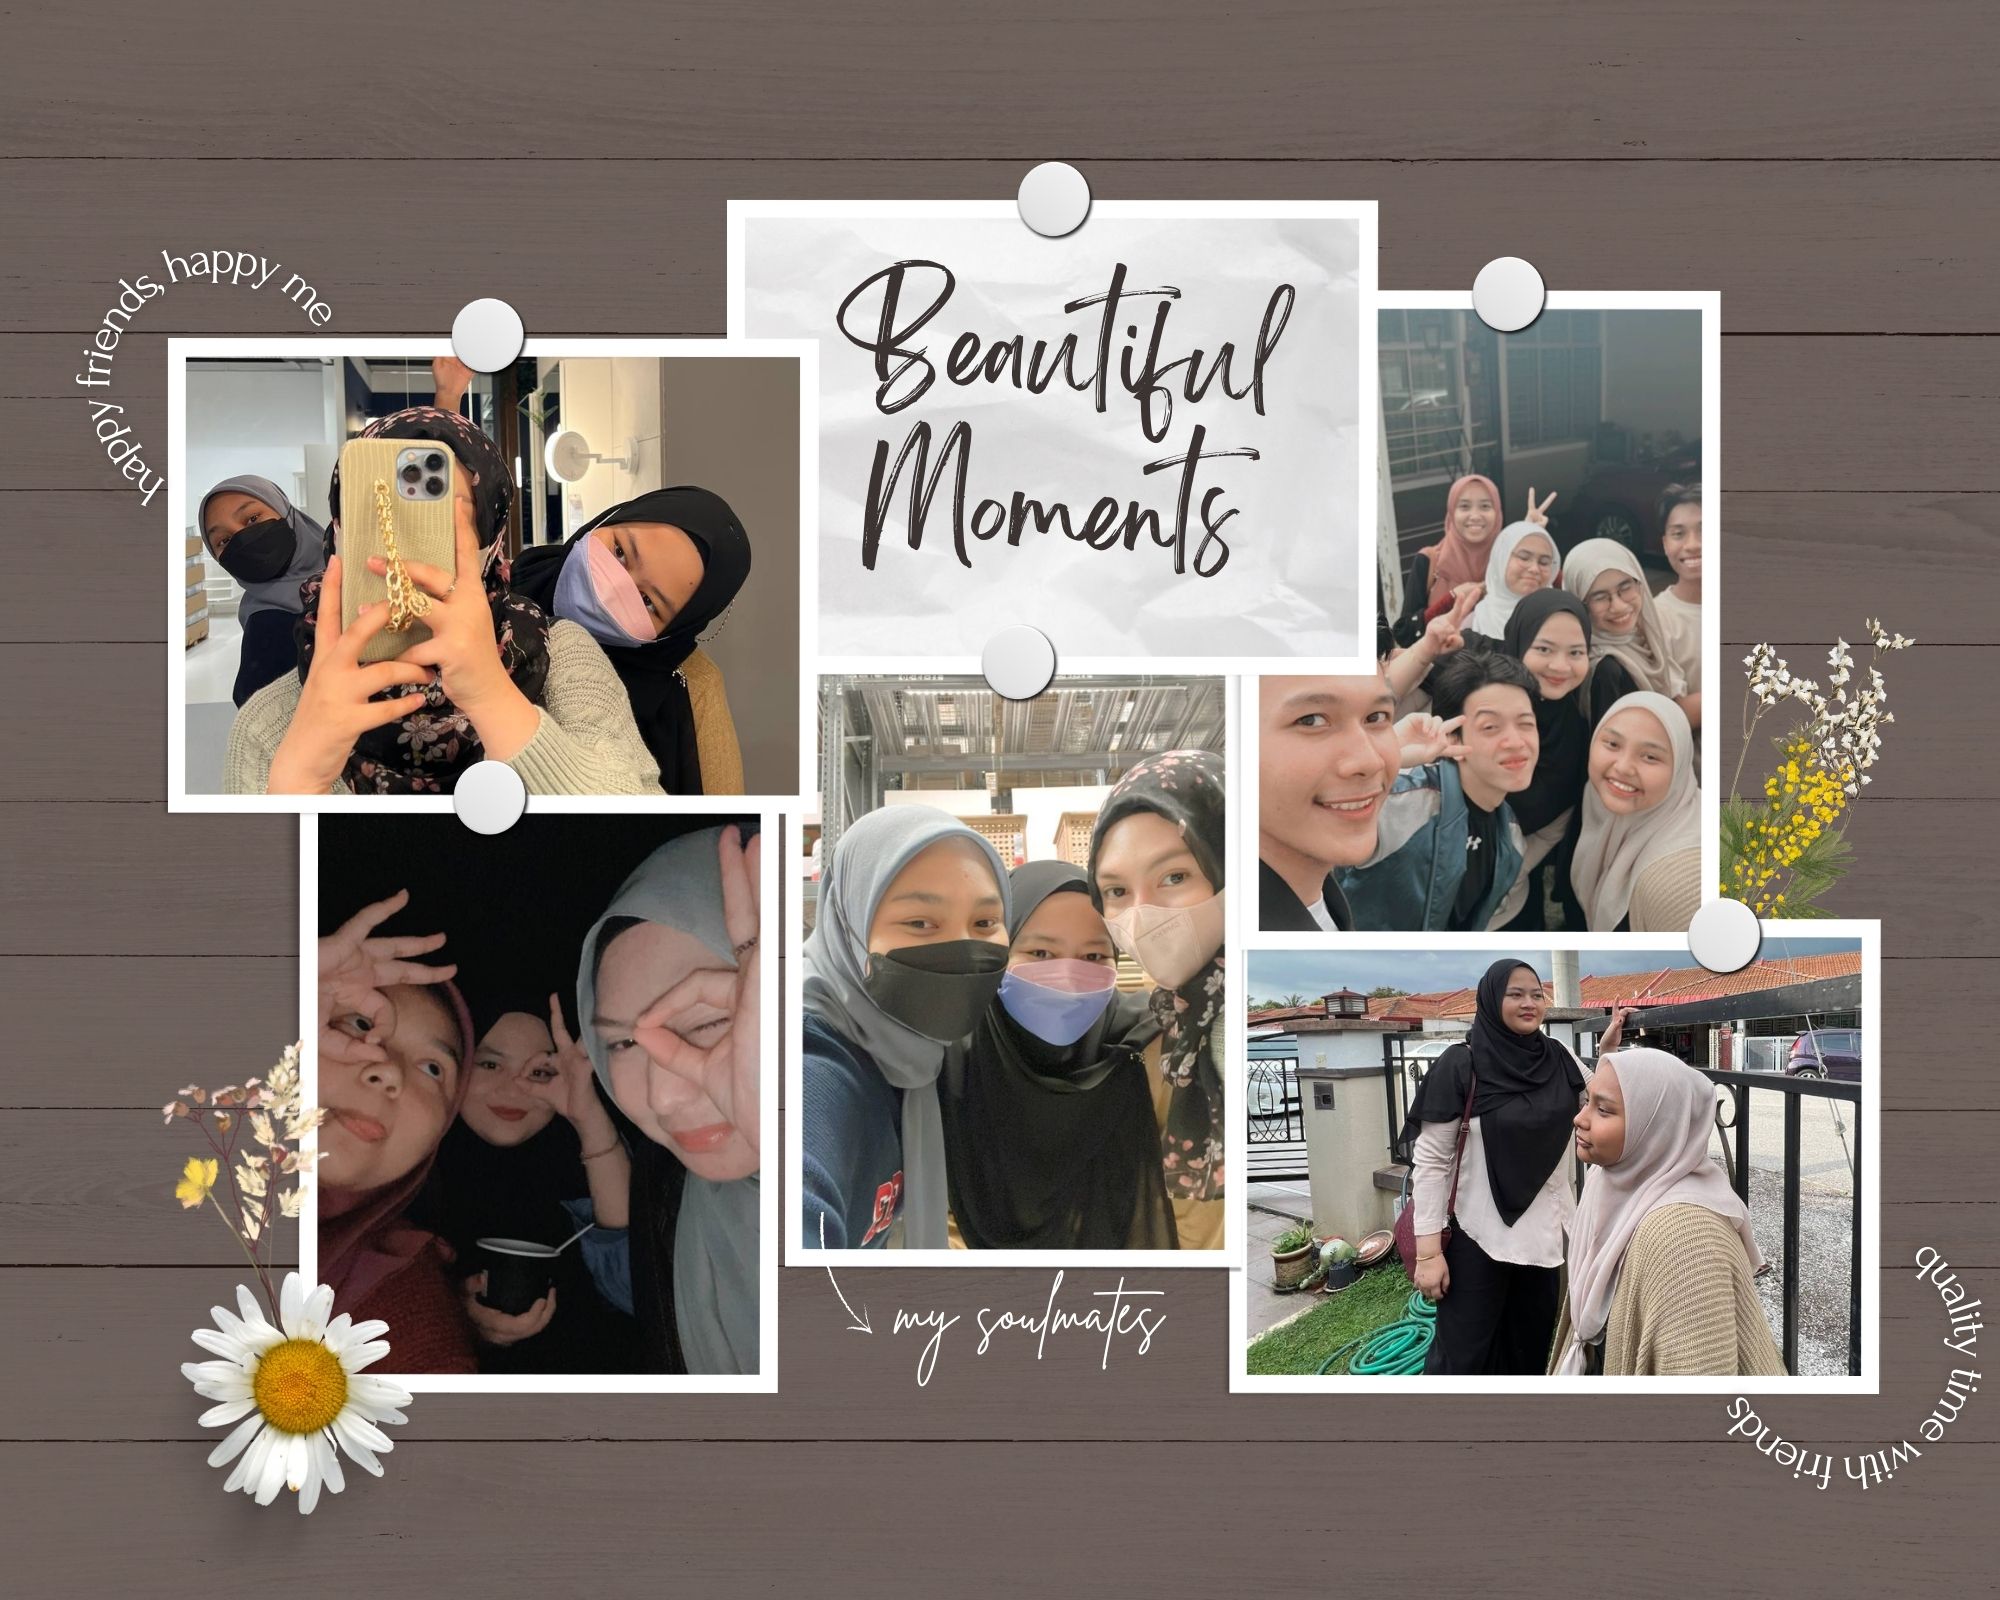 happy friends, happy me
Beautiful
Moments
my soulmates
quality time with friends